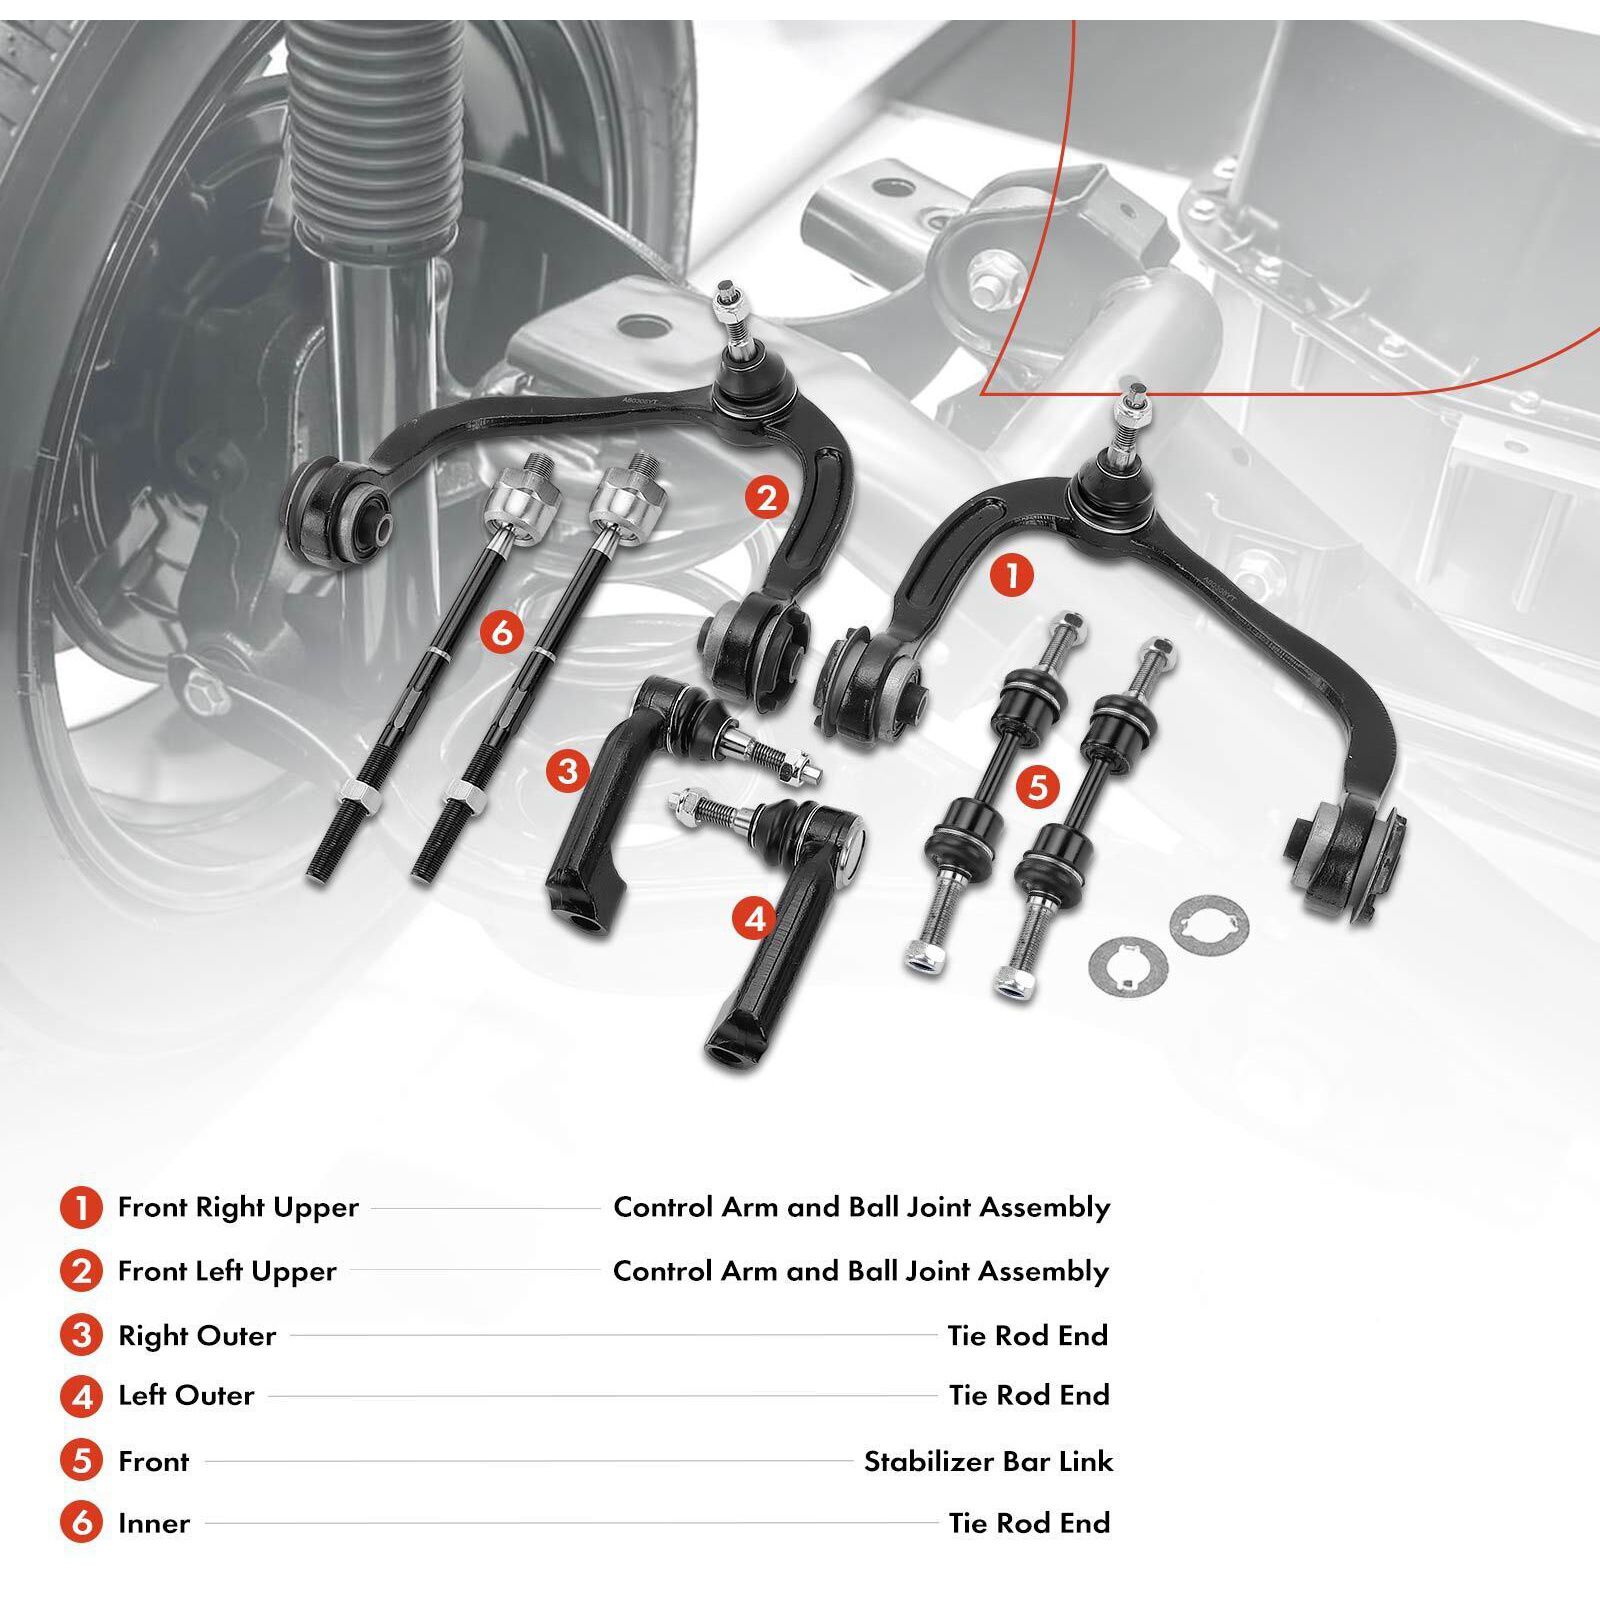 A80306YT
2
1
6
3
5
4
1 Front Right Upper Control Arm and Ball Joint Assembly
2 Front Left Upper Control Arm and Ball Joint Assembly
3 Right Outer Tie Rod End
4 Left Outer Tie Rod End
5 Front Stabilizer Bar Link
6 Inner Tie Rod End